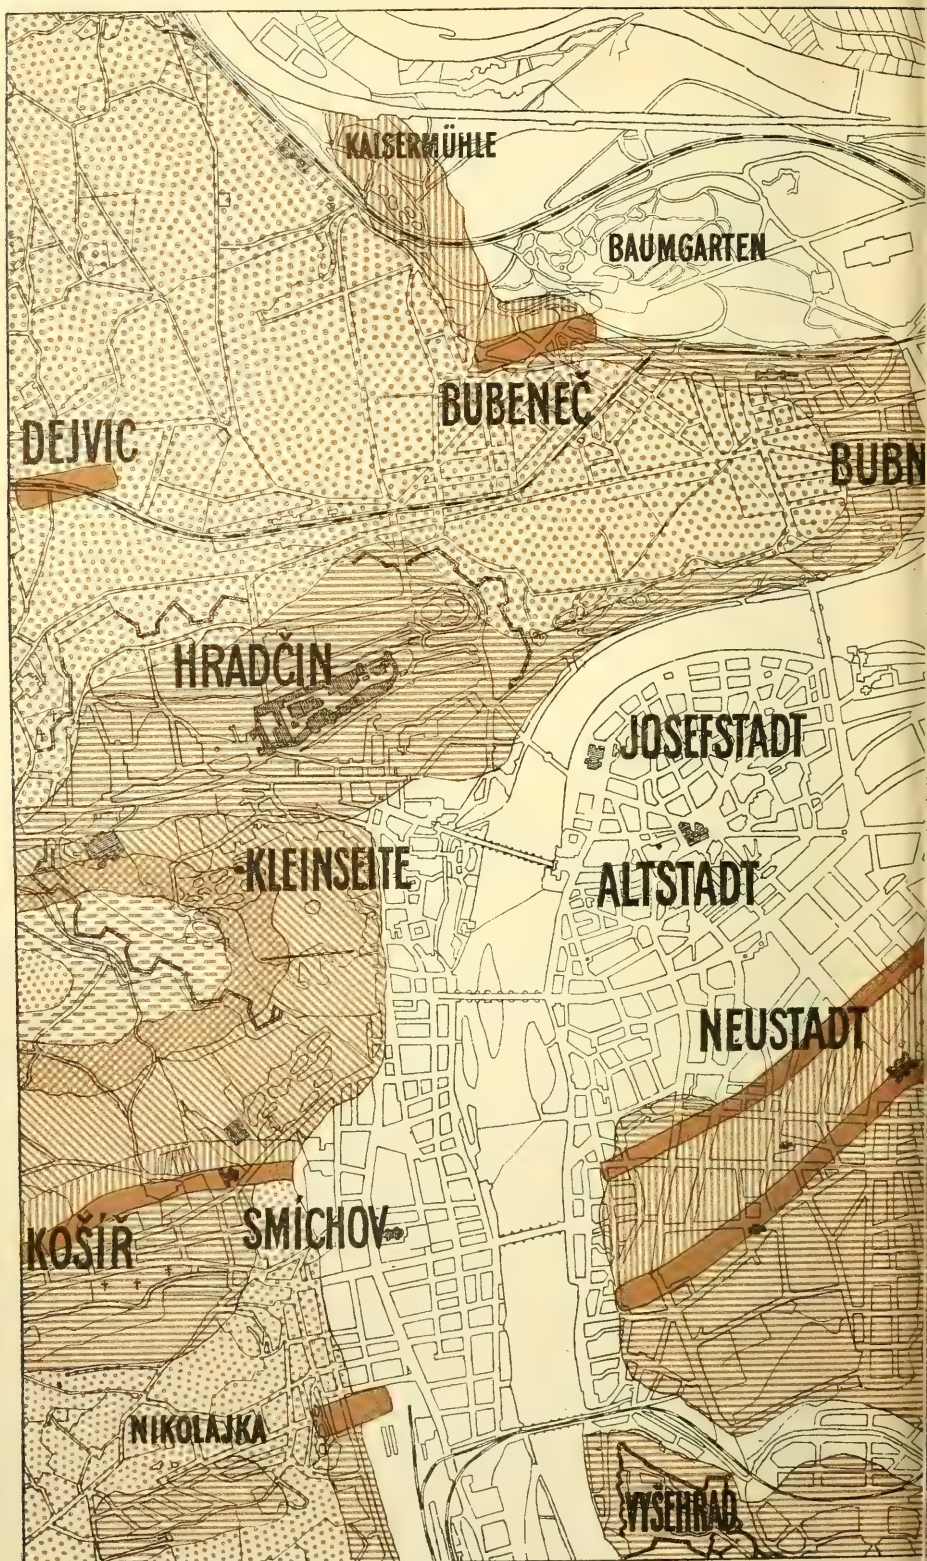 KAISERMÜHLE
BAUMGARTEN
BUBENEČ
DEJVIC
BUBN
HRADČIN
JOSEFSTADT
KLEINSEITE
ALTSTADT
NEUSTADT
KOŠÍŘ
SMÍCHOV
NIKOLAJKA
VYŠEHRAD